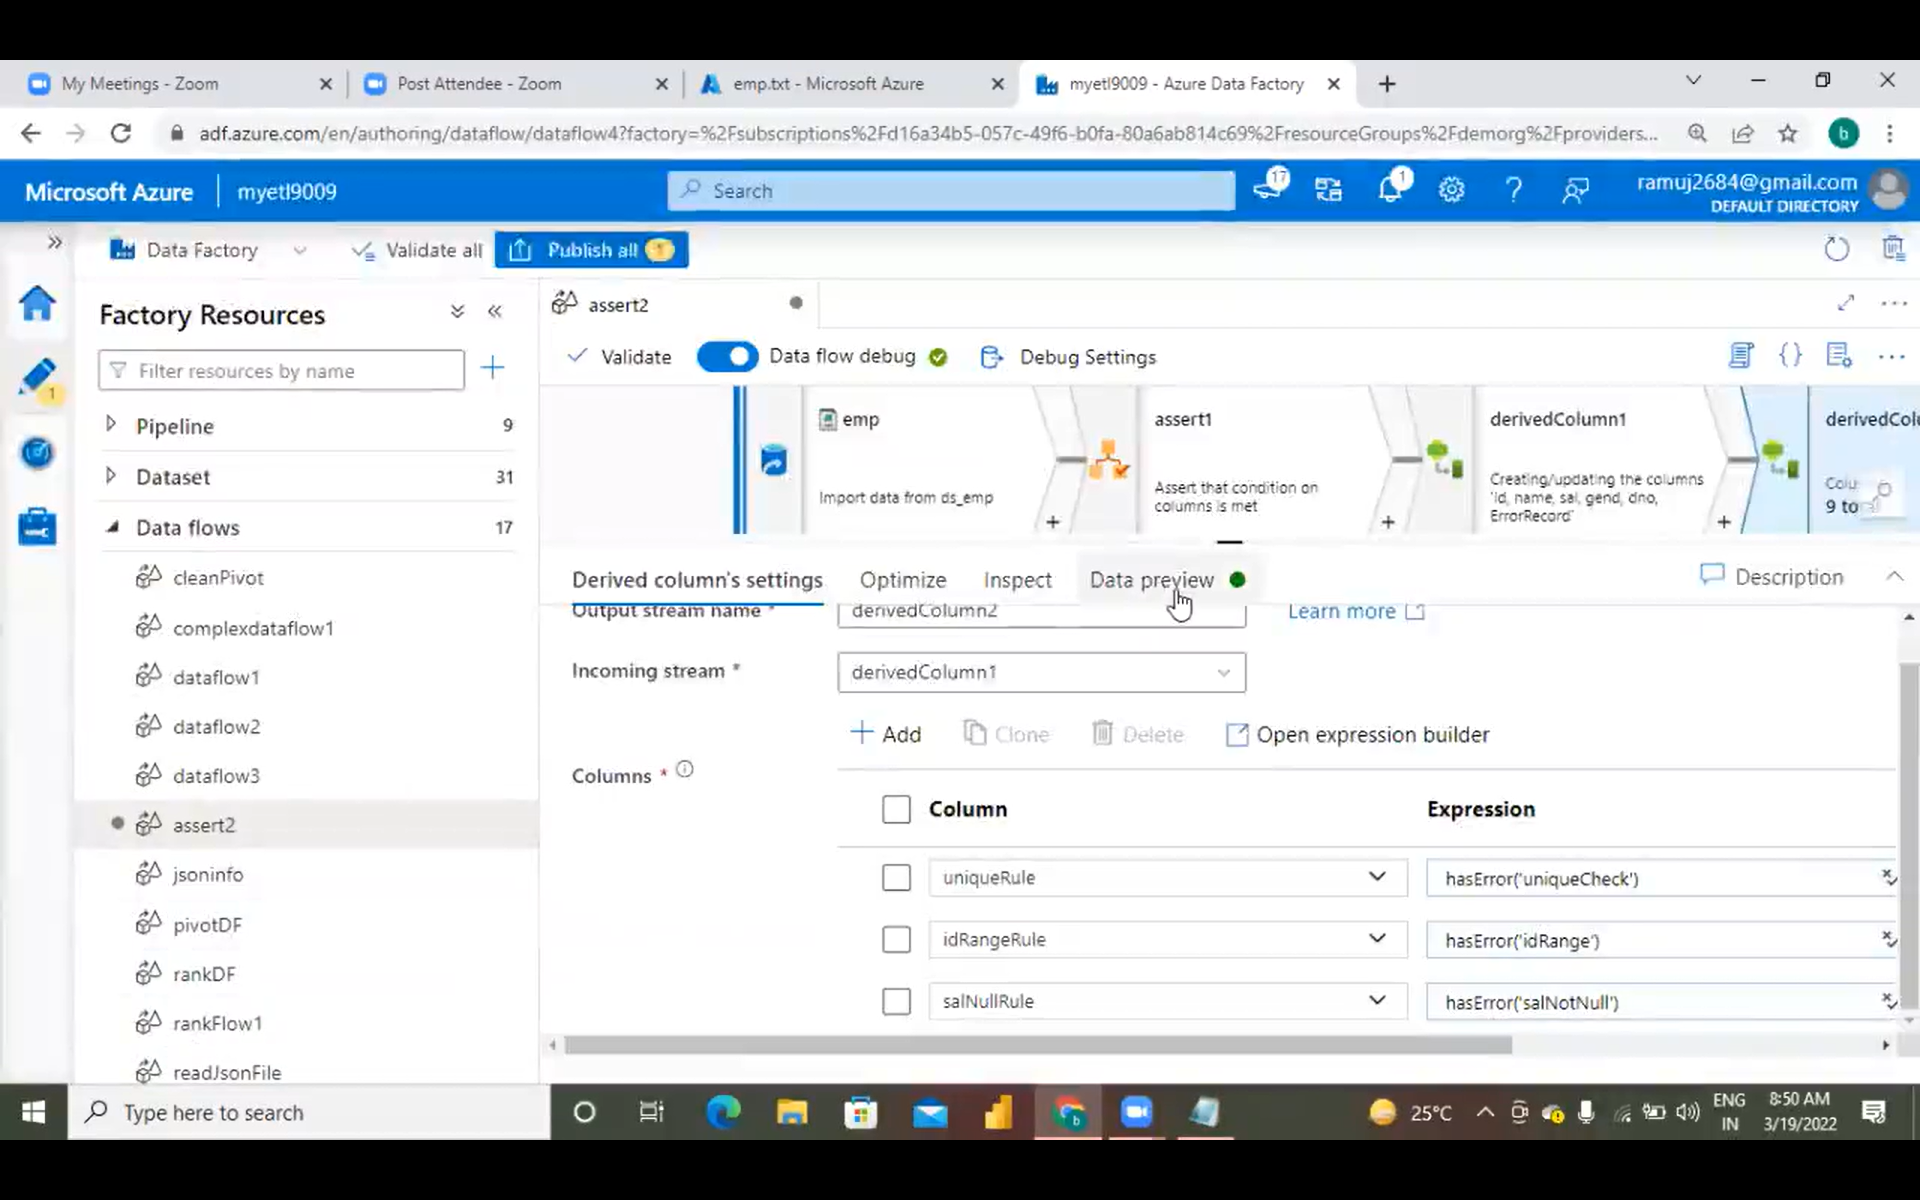 My Meetings - Zoom
Post Attendee - Zoom
emp.txt - Microsoft Azure
myetl9009 - Azure Data Factory
adf.azure.com/en/authoring/dataflow/dataflow4?factory=%2Fsubscriptions%2Fd16a34b5-057c-49f6-b0fa-80a6ab814c69%2FresourceGroups%2Fdemorg%2Fproviders...
b
Microsoft Azure
myetl9009
Search
17
1
ramuj2684@gmail.com
DEFAULT DIRECTORY
Data Factory
Validate all
Publish all
1
Factory Resources
Filter resources by name
Pipeline 9
Dataset 31
Data flows 17
cleanPivot
complexdataflow1
dataflow1
dataflow2
dataflow3
assert2
jsoninfo
pivotDF
rankDF
rankFlow1
readJsonFile
assert2
Validate
Data flow debug
Debug Settings
emp
Import data from ds_emp
assert1
Assert that condition on
columns is met
derivedColumn1
Creating/updating the columns
'id, name, sal, gend, dno,
ErrorRecord'
derivedColu
Colu
9 to
Derived column's settings
Optimize
Inspect
Data preview
Description
Output stream name *
derivedColumn2
Learn more
Incoming stream *
derivedColumn1
Add
Clone
Delete
Open expression builder
Columns *
Column
Expression
uniqueRule
hasError('uniqueCheck')
idRangeRule
hasError('idRange')
salNullRule
hasError('salNotNull')
Type here to search
25°C
ENG
IN
8:50 AM
3/19/2022